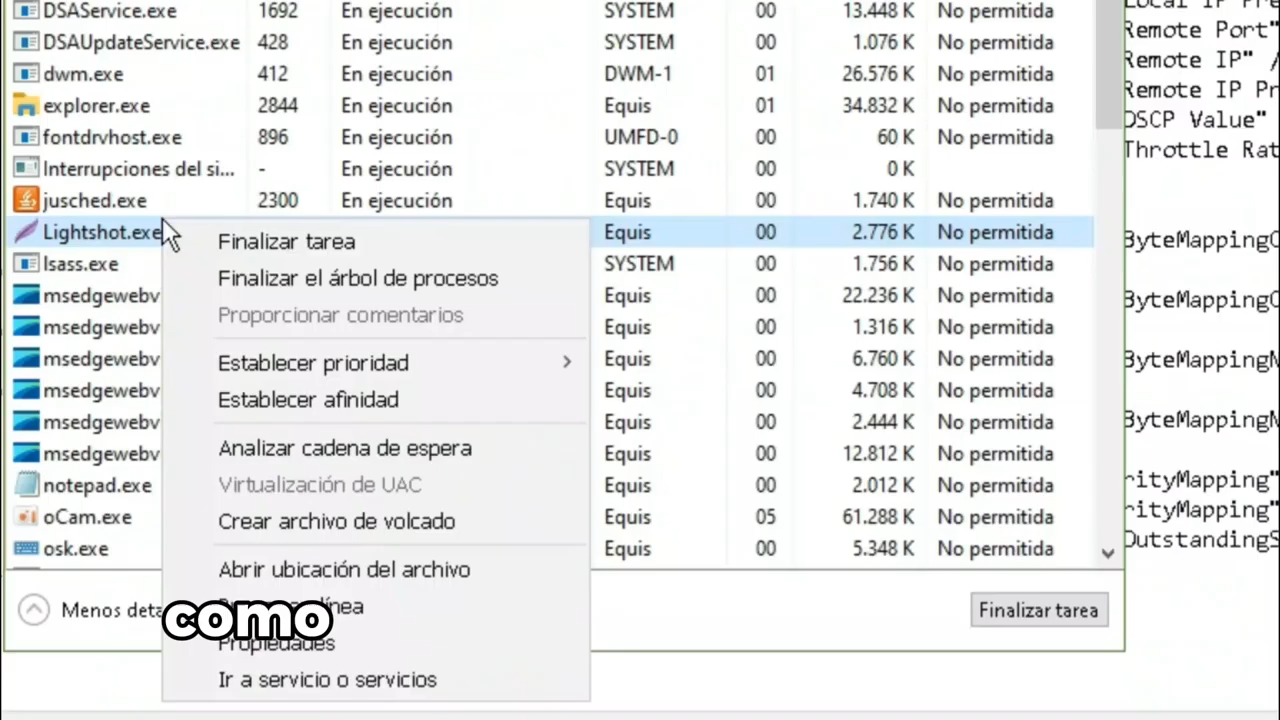 DSAService.exe 1692 En ejecución SYSTEM 00 13.448 K No permitida
DSAUpdateService.exe 428 En ejecución SYSTEM 00 1.076 K No permitida
dwm.exe 412 En ejecución DWM-1 01 26.576 K No permitida
explorer.exe 2844 En ejecución Equis 01 34.832 K No permitida
fontdrvhost.exe 896 En ejecución UMFD-0 00 60 K No permitida
Interrupciones del si... - En ejecución SYSTEM 00 0 K
jusched.exe 2300 En ejecución Equis 00 1.740 K No permitida
Lightshot.exe Equis 00 2.776 K No permitida
lsass.exe SYSTEM 00 1.756 K No permitida
msedgewebv Equis 00 22.236 K No permitida
msedgewebv Equis 00 1.316 K No permitida
msedgewebv Equis 00 6.760 K No permitida
msedgewebv Equis 00 4.708 K No permitida
msedgewebv Equis 00 2.444 K No permitida
msedgewebv Equis 00 12.812 K No permitida
notepad.exe Equis 00 2.012 K No permitida
oCam.exe Equis 05 61.288 K No permitida
osk.exe Equis 00 5.348 K No permitida
Finalizar tarea
Finalizar el árbol de procesos
Proporcionar comentarios
Establecer prioridad
Establecer afinidad
Analizar cadena de espera
Virtualización de UAC
Crear archivo de volcado
Abrir ubicación del archivo
línea
Propiedades
Ir a servicio o servicios
Menos deta
como
Finalizar tarea
Local IP Pre
Remote Port"
Remote IP" /
Remote IP Pr
DSCP Value"
Throttle Rat
ByteMappingC
ByteMappingC
ByteMappingN
ByteMappingN
rityMapping"
rityMapping"
OutstandingS